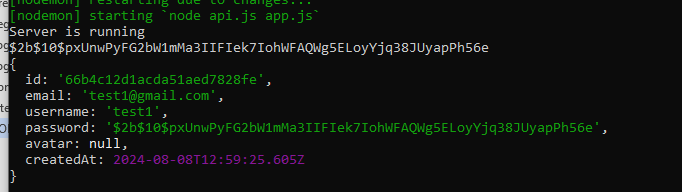 [nodemon] restarting due to changes...
[nodemon] starting `node api.js app.js`
Server is running
$2b$10$pxUnwPyFG2bW1mMa3IIFIek7IohWFAQWg5ELoyYjq38JUyapPh56e
{
  id: '66b4c12d1acda51aed7828fe',
  email: 'test1@gmail.com',
  username: 'test1',
  password: '$2b$10$pxUnwPyFG2bW1mMa3IIFIek7IohWFAQWg5ELoyYjq38JUyapPh56e',
  avatar: null,
  createdAt: 2024-08-08T12:59:25.605Z
}